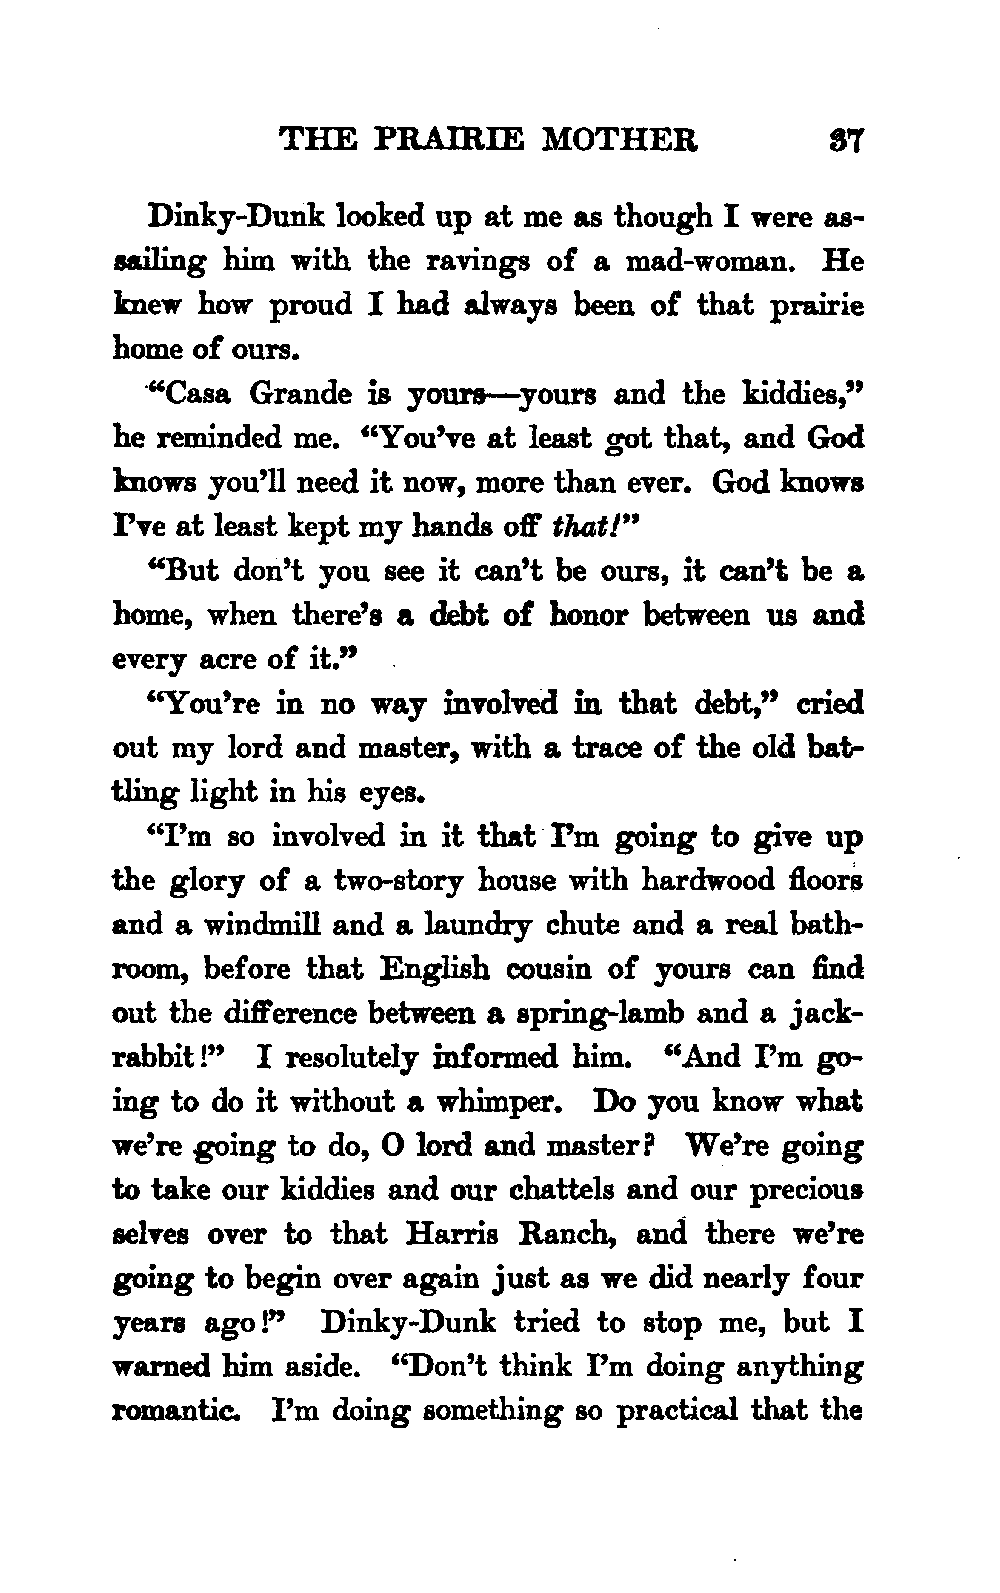 THE PRAIRIE MOTHER 37
Dinky-Dunk looked up at me as though I were as-
sailing him with the ravings of a mad-woman. He
knew how proud I had always been of that prairie
home of ours.
“Casa Grande is yours—yours and the kiddies,”
he reminded me. “You’ve at least got that, and God
knows you’ll need it now, more than ever. God knows
I’ve at least kept my hands off that!”
“But don’t you see it can’t be ours, it can’t be a
home, when there’s a debt of honor between us and
every acre of it.”
“You’re in no way involved in that debt,” cried
out my lord and master, with a trace of the old bat-
tling light in his eyes.
“I’m so involved in it that I’m going to give up
the glory of a two-story house with hardwood floors
and a windmill and a laundry chute and a real bath-
room, before that English cousin of yours can find
out the difference between a spring-lamb and a jack-
rabbit!” I resolutely informed him. “And I’m go-
ing to do it without a whimper. Do you know what
we’re going to do, O lord and master? We’re going
to take our kiddies and our chattels and our precious
selves over to that Harris Ranch, and there we’re
going to begin over again just as we did nearly four
years ago!” Dinky-Dunk tried to stop me, but I
warned him aside. “Don’t think I’m doing anything
romantic. I’m doing something so practical that the